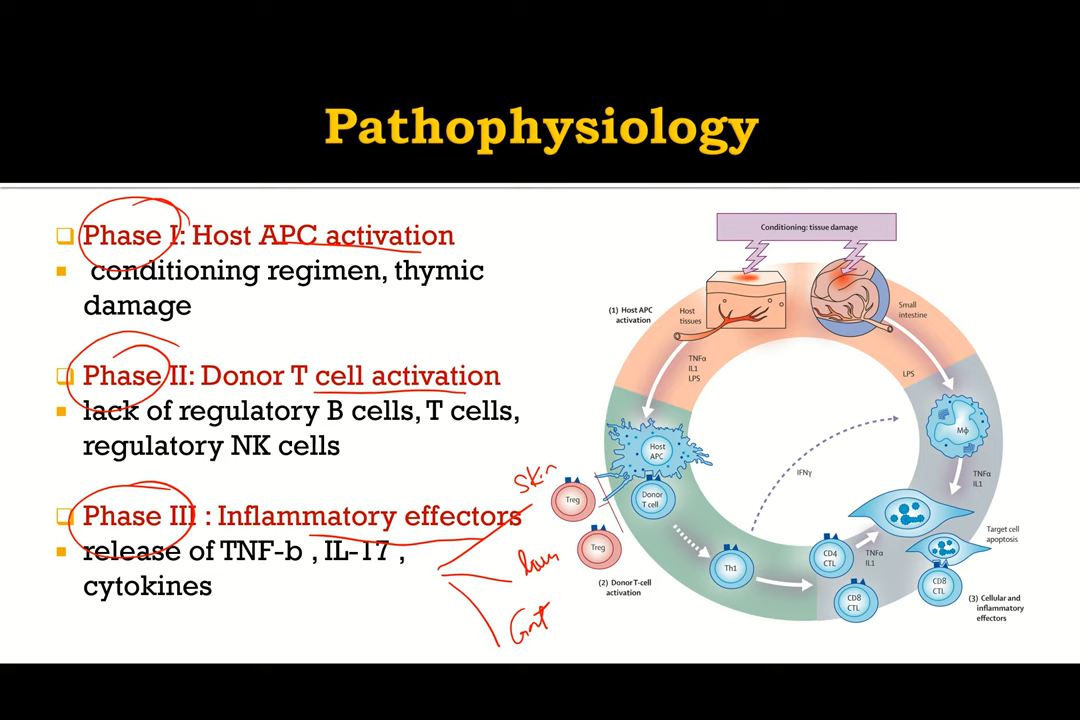 Pathophysiology
Phase I: Host APC activation
conditioning regimen, thymic
damage
Phase II: Donor T cell activation
lack of regulatory B cells, T cells,
regulatory NK cells
Phase III : Inflammatory effectors
release of TNF-b , IL-17 ,
cytokines
Skin
Gut
Conditioning: tissue damage
(1) Host APC
activation
Host
tissues
Small
intestine
TNFα
IL1
LPS
LPS
Host
APC
Mϕ
IFNγ
TNFα
IL1
Treg
Donor
T cell
Treg
Th1
(2) Donor T-cell
activation
CD4
CTL
TNFα
IL1
CD8
CTL
Target cell
apoptosis
CD8
CTL
(3) Cellular and
inflammatory
effectors